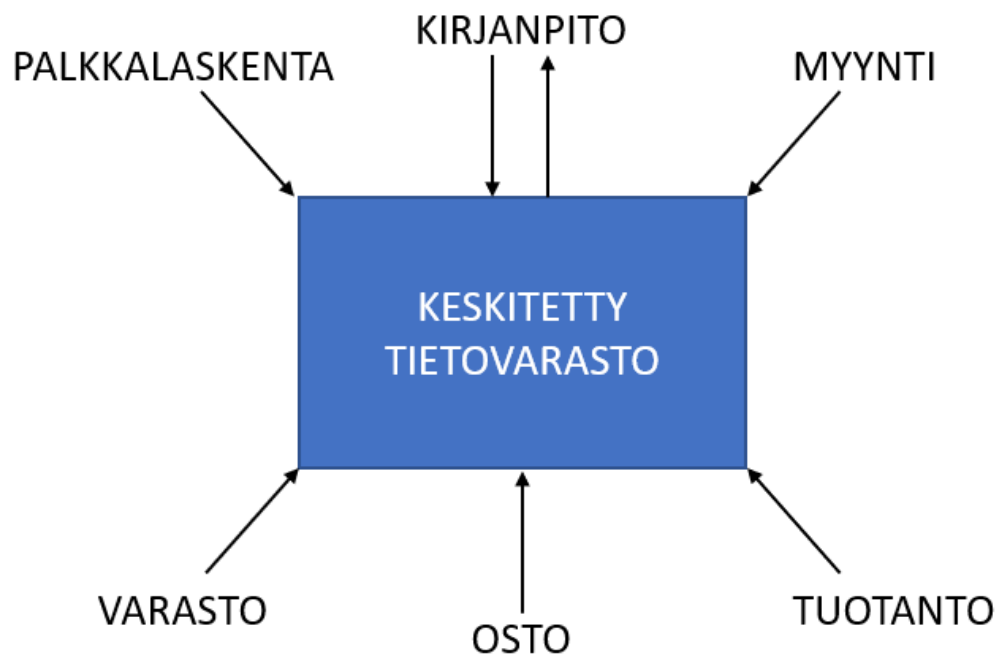 KIRJANPITO
PALKKALASKENTA
MYYNTI
KESKITETTY
TIETOVARASTO
VARASTO
OSTO
TUOTANTO